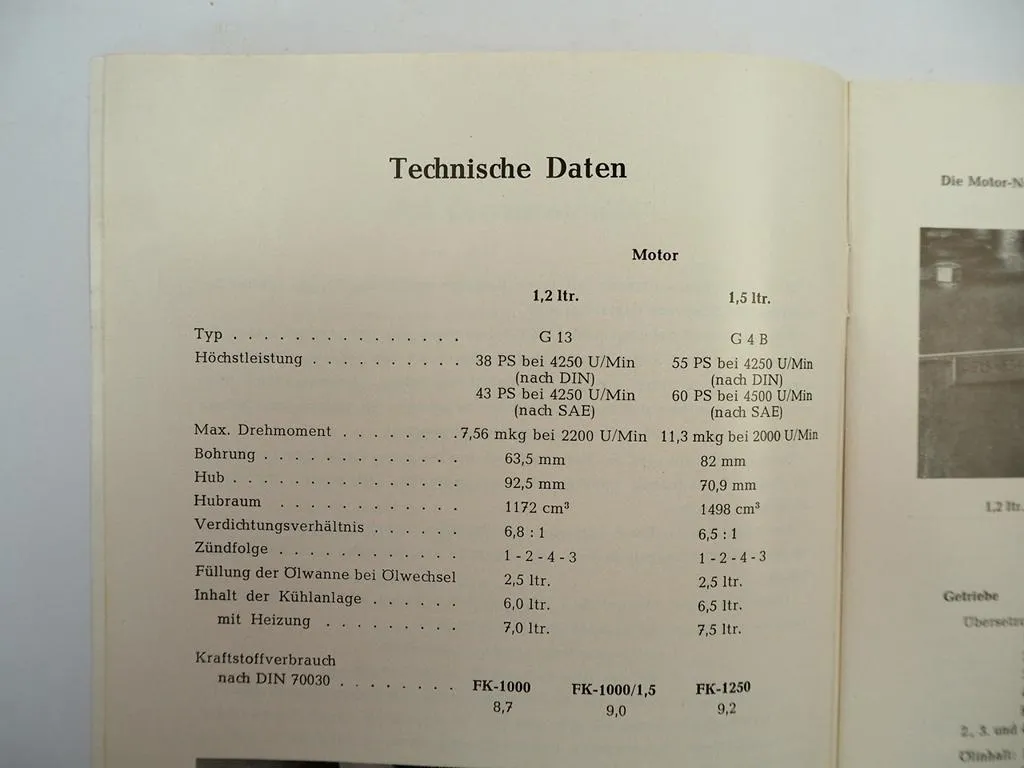 Technische Daten
Motor
1,2 ltr. 1,5 ltr.
Typ . . . . . . . . . . . . . . . G 13 G 4 B
Höchstleistung . . . . . . . . . . 38 PS bei 4250 U/Min 55 PS bei 4250 U/Min
(nach DIN) (nach DIN)
43 PS bei 4250 U/Min 60 PS bei 4500 U/Min
(nach SAE) (nach SAE)
Max. Drehmoment . . . . . . . . 7,56 mkg bei 2200 U/Min 11,3 mkg bei 2000 U/Min
Bohrung . . . . . . . . . . . . . 63,5 mm 82 mm
Hub . . . . . . . . . . . . . . . 92,5 mm 70,9 mm
Hubraum . . . . . . . . . . . . 1172 cm³ 1498 cm³
Verdichtungsverhältnis . . . . . . 6,8 : 1 6,5 : 1
Zündfolge . . . . . . . . . . . . 1 - 2 - 4 - 3 1 - 2 - 4 - 3
Füllung der Ölwanne bei Ölwechsel 2,5 ltr. 2,5 ltr.
Inhalt der Kühlanlage . . . . . . 6,0 ltr. 6,5 ltr.
mit Heizung . . . . . . . . . 7,0 ltr. 7,5 ltr.
Kraftstoffverbrauch
nach DIN 70030 . . . . . . . . FK-1000 FK-1000/1,5 FK-1250
8,7 9,0 9,2
Die Motor-N
1,2 ltr.
Getriebe
Übersetzu
2., 3. und
Ölinhalt: